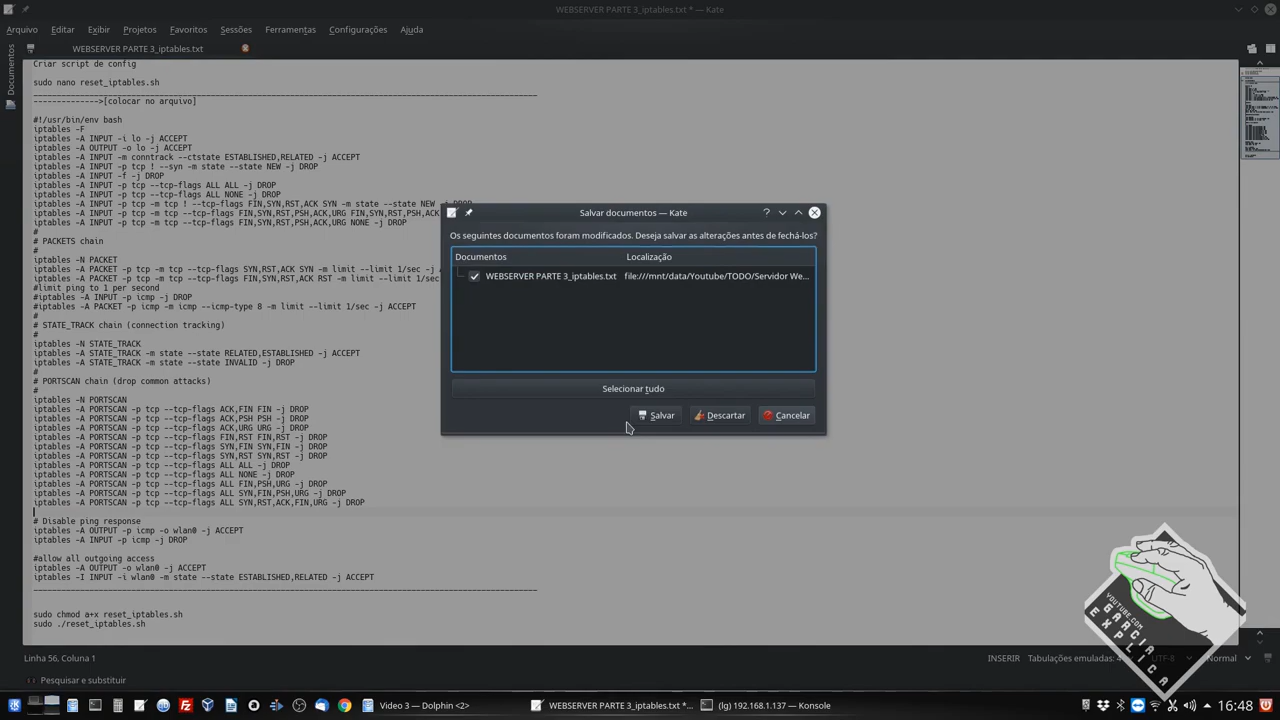 WEBSERVER PARTE 3_iptables.txt * — Kate
Arquivo Editar Exibir Projetos Favoritos Sessões Ferramentas Configurações Ajuda
WEBSERVER PARTE 3_iptables.txt
Documentos
Criar script de config
sudo nano reset_iptables.sh
-------------->[colocar no arquivo]
#!/usr/bin/env bash
iptables -F
iptables -A INPUT -i lo -j ACCEPT
iptables -A OUTPUT -o lo -j ACCEPT
iptables -A INPUT -m conntrack --ctstate ESTABLISHED,RELATED -j ACCEPT
iptables -A INPUT -p tcp ! --syn -m state --state NEW -j DROP
iptables -A INPUT -f -j DROP
iptables -A INPUT -p tcp --tcp-flags ALL ALL -j DROP
iptables -A INPUT -p tcp --tcp-flags ALL NONE -j DROP
iptables -A INPUT -p tcp -m tcp ! --tcp-flags FIN,SYN,RST,ACK SYN -m state --state NEW -j DROP
iptables -A INPUT -p tcp -m tcp --tcp-flags FIN,SYN,RST,PSH,ACK,URG FIN,SYN,RST,PSH,ACK
iptables -A INPUT -p tcp -m tcp --tcp-flags FIN,SYN,RST,PSH,ACK,URG NONE -j DROP
#
# PACKETS chain
#
iptables -N PACKET
iptables -A PACKET -p tcp -m tcp --tcp-flags SYN,RST,ACK SYN -m limit --limit 1/sec -j
iptables -A PACKET -p tcp -m tcp --tcp-flags FIN,SYN,RST,ACK RST -m limit --limit 1/sec
#limit ping to 1 per second
#iptables -A INPUT -p icmp -j DROP
#iptables -A PACKET -p icmp -m icmp --icmp-type 8 -m limit --limit 1/sec -j ACCEPT
#
# STATE_TRACK chain (connection tracking)
#
iptables -N STATE_TRACK
iptables -A STATE_TRACK -m state --state RELATED,ESTABLISHED -j ACCEPT
iptables -A STATE_TRACK -m state --state INVALID -j DROP
#
# PORTSCAN chain (drop common attacks)
#
iptables -N PORTSCAN
iptables -A PORTSCAN -p tcp --tcp-flags ACK,FIN FIN -j DROP
iptables -A PORTSCAN -p tcp --tcp-flags ACK,PSH PSH -j DROP
iptables -A PORTSCAN -p tcp --tcp-flags ACK,URG URG -j DROP
iptables -A PORTSCAN -p tcp --tcp-flags FIN,RST FIN,RST -j DROP
iptables -A PORTSCAN -p tcp --tcp-flags SYN,FIN SYN,FIN -j DROP
iptables -A PORTSCAN -p tcp --tcp-flags SYN,RST SYN,RST -j DROP
iptables -A PORTSCAN -p tcp --tcp-flags ALL ALL -j DROP
iptables -A PORTSCAN -p tcp --tcp-flags ALL NONE -j DROP
iptables -A PORTSCAN -p tcp --tcp-flags ALL FIN,PSH,URG -j DROP
iptables -A PORTSCAN -p tcp --tcp-flags ALL SYN,FIN,PSH,URG -j DROP
iptables -A PORTSCAN -p tcp --tcp-flags ALL SYN,RST,ACK,FIN,URG -j DROP
# Disable ping response
iptables -A OUTPUT -p icmp -o wlan0 -j ACCEPT
iptables -A INPUT -p icmp -j DROP
#allow all outgoing access
iptables -A OUTPUT -o wlan0 -j ACCEPT
iptables -I INPUT -i wlan0 -m state --state ESTABLISHED,RELATED -j ACCEPT
sudo chmod a+x reset_iptables.sh
sudo ./reset_iptables.sh
Salvar documentos — Kate
Os seguintes documentos foram modificados. Deseja salvar as alterações antes de fechá-los?
Documentos Localização
WEBSERVER PARTE 3_iptables.txt file:///mnt/data/Youtube/TODO/Servidor We...
Selecionar tudo
Salvar Descartar Cancelar
YOUTUBE.COM
GARCIA
EXPLICA
Linha 56, Coluna 1 INSERIR Tabulações emuladas: 4 UTF-8 Normal
Pesquisar e substituir
Video 3 — Dolphin <2> WEBSERVER PARTE 3_iptables.txt *... (lg) 192.168.1.137 — Konsole 16:48